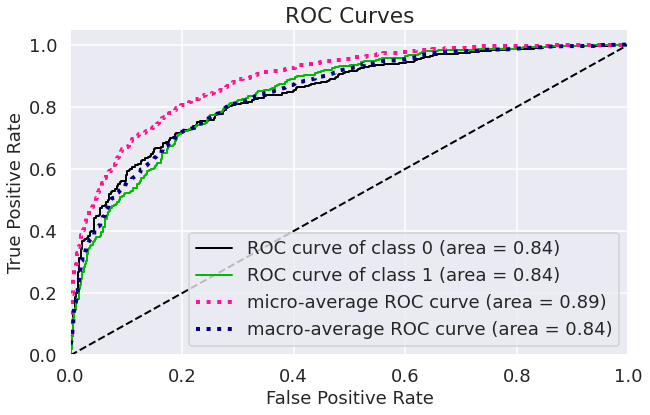 ROC Curves
True Positive Rate
1.0
0.8
0.6
0.4
0.2
0.0
ROC curve of class 0 (area = 0.84)
ROC curve of class 1 (area = 0.84)
micro-average ROC curve (area = 0.89)
macro-average ROC curve (area = 0.84)
0.0 0.2 0.4 0.6 0.8 1.0
False Positive Rate